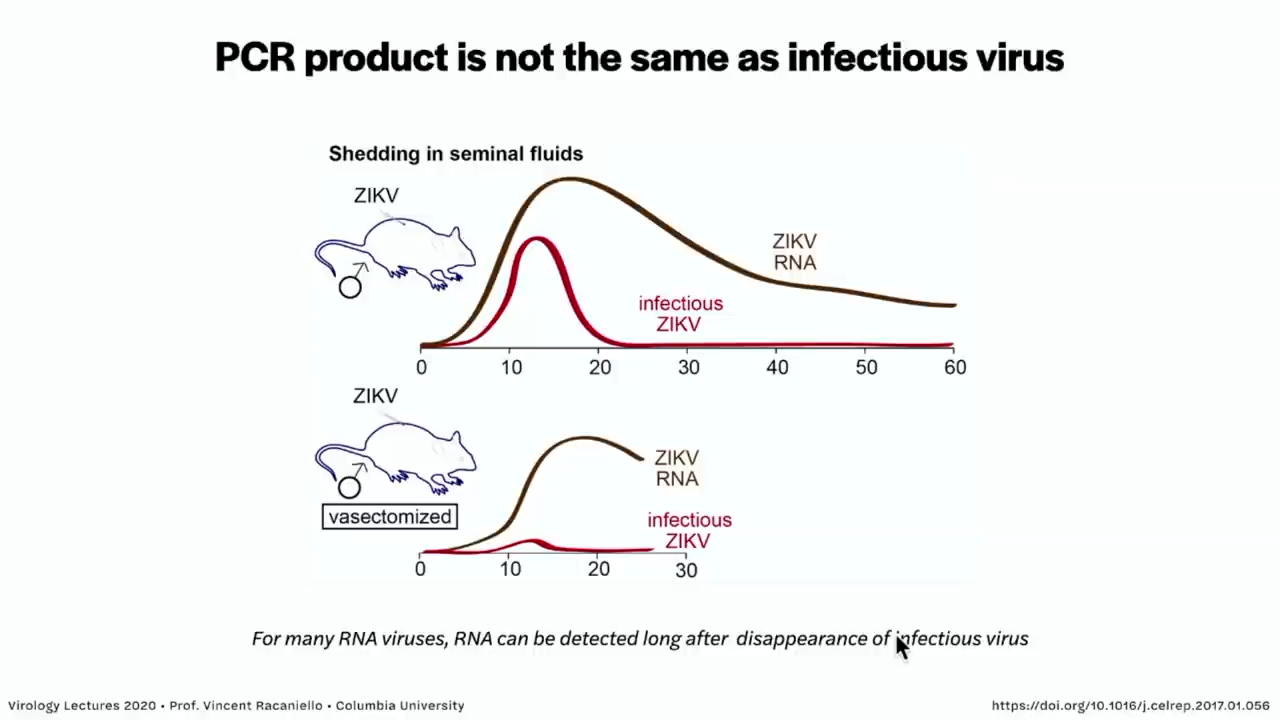 PCR product is not the same as infectious virus
Shedding in seminal fluids
ZIKV
ZIKV
RNA
infectious
ZIKV
0 10 20 30 40 50 60
ZIKV
ZIKV
RNA
vasectomized
infectious
ZIKV
0 10 20 30
For many RNA viruses, RNA can be detected long after disappearance of infectious virus
Virology Lectures 2020 • Prof. Vincent Racaniello • Columbia University
https://doi.org/10.1016/j.celrep.2017.01.056